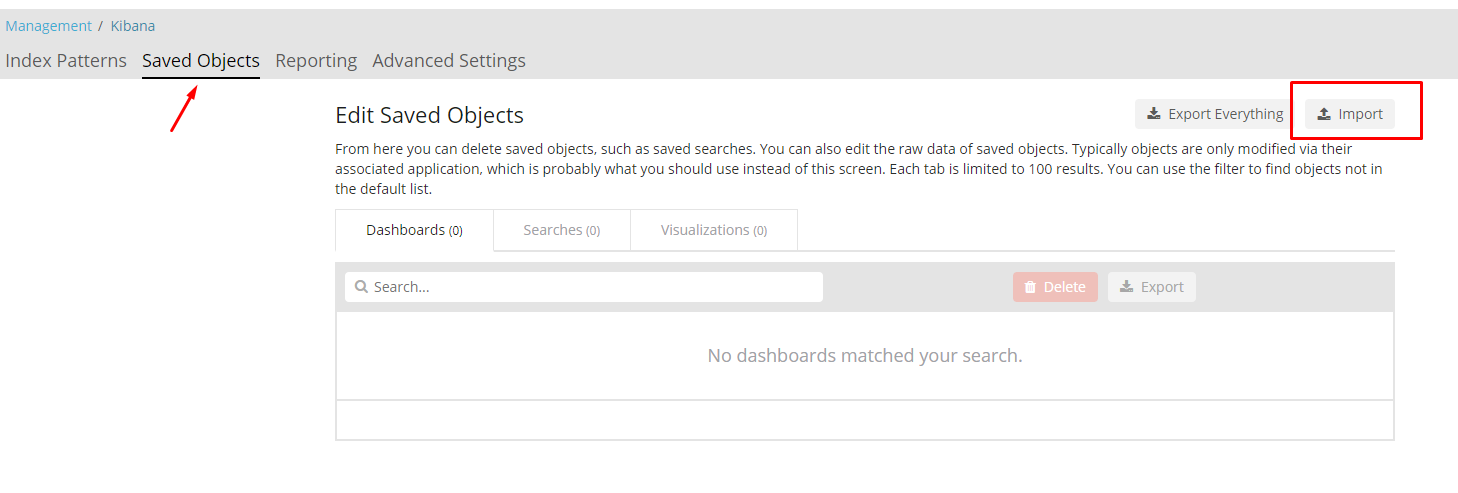 Management / Kibana
Index Patterns Saved Objects Reporting Advanced Settings
Edit Saved Objects
Export Everything
Import
From here you can delete saved objects, such as saved searches. You can also edit the raw data of saved objects. Typically objects are only modified via their
associated application, which is probably what you should use instead of this screen. Each tab is limited to 100 results. You can use the filter to find objects not in
the default list.
Dashboards (0) Searches (0) Visualizations (0)
Search...
Delete
Export
No dashboards matched your search.